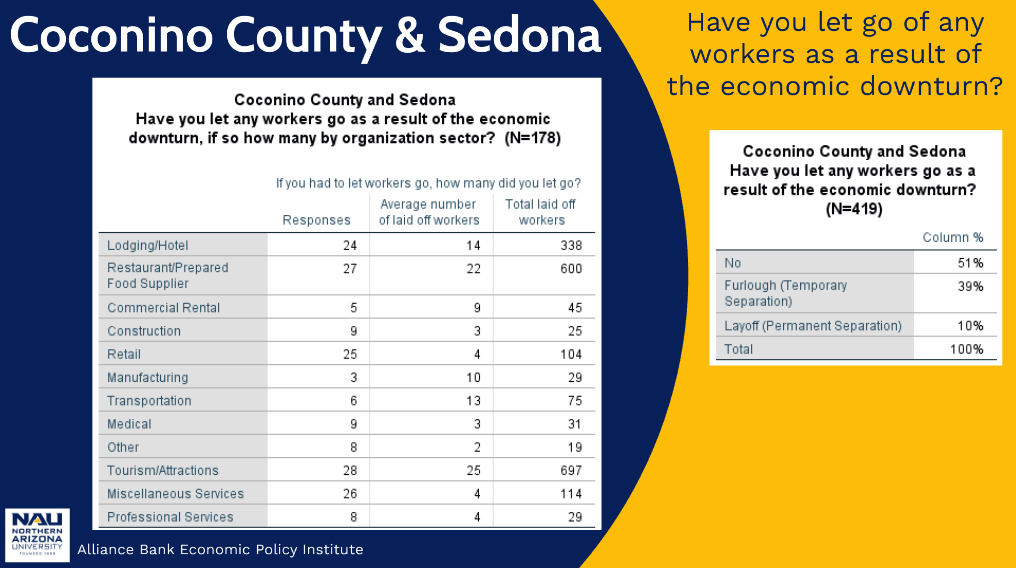 Coconino County & Sedona
Have you let go of any
workers as a result of
the economic downturn?
Coconino County and Sedona
Have you let any workers go as a result of the economic
downturn, if so how many by organization sector? (N=178)
If you had to let workers go, how many did you let go?
Responses Average number of laid off workers Total laid off workers
Lodging/Hotel 24 14 338
Restaurant/Prepared Food Supplier 27 22 600
Commercial Rental 5 9 45
Construction 9 3 25
Retail 25 4 104
Manufacturing 3 10 29
Transportation 6 13 75
Medical 9 3 31
Other 8 2 19
Tourism/Attractions 28 25 697
Miscellaneous Services 26 4 114
Professional Services 8 4 29
Coconino County and Sedona
Have you let any workers go as a
result of the economic downturn?
(N=419)
Column %
No 51%
Furlough (Temporary Separation) 39%
Layoff (Permanent Separation) 10%
Total 100%
NAU
NORTHERN
ARIZONA
UNIVERSITY
FOUNDED 1899
Alliance Bank Economic Policy Institute